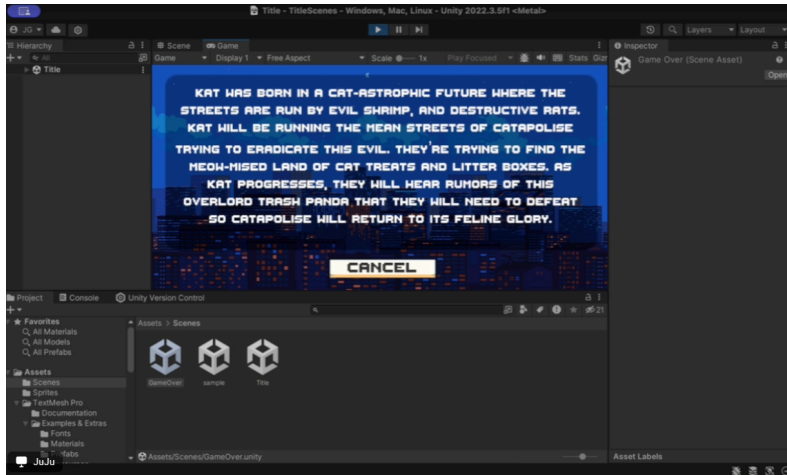 Title - TitleScenes - Windows, Mac, Linux - Unity 2022.3.5f1 <Metal>
JG
Layers
Layout
Hierarchy
Scene
Game
Inspector
All
Game
Display 1
Free Aspect
Scale
1x
Play Focused
Stats
Giz
Game Over (Scene Asset)
Open
Title
KAT WAS BORN IN A CAT-ASTROPHIC FUTURE WHERE THE
STREETS ARE RUN BY EVIL SHRIMP, AND DESTRUCTIVE RATS.
KAT WILL BE RUNNING THE MEAN STREETS OF CATAPOLISE
TRYING TO ERADICATE THIS EVIL. THEY'RE TRYING TO FIND THE
MEOW-MISED LAND OF CAT TREATS AND LITTER BOXES. AS
KAT PROGRESSES, THEY WILL HEAR RUMORS OF THIS
OVERLORD TRASH PANDA THAT THEY WILL NEED TO DEFEAT
SO CATAPOLISE WILL RETURN TO ITS FELINE GLORY.
CANCEL
Project
Console
Unity Version Control
21
Favorites
All Materials
All Models
All Prefabs
Assets
Scenes
Sprites
TextMesh Pro
Documentation
Examples & Extras
Fonts
Materials
Prefabs
Assets > Scenes
GameOver
sample
Title
Assets/Scenes/GameOver.unity
Asset Labels
JuJu